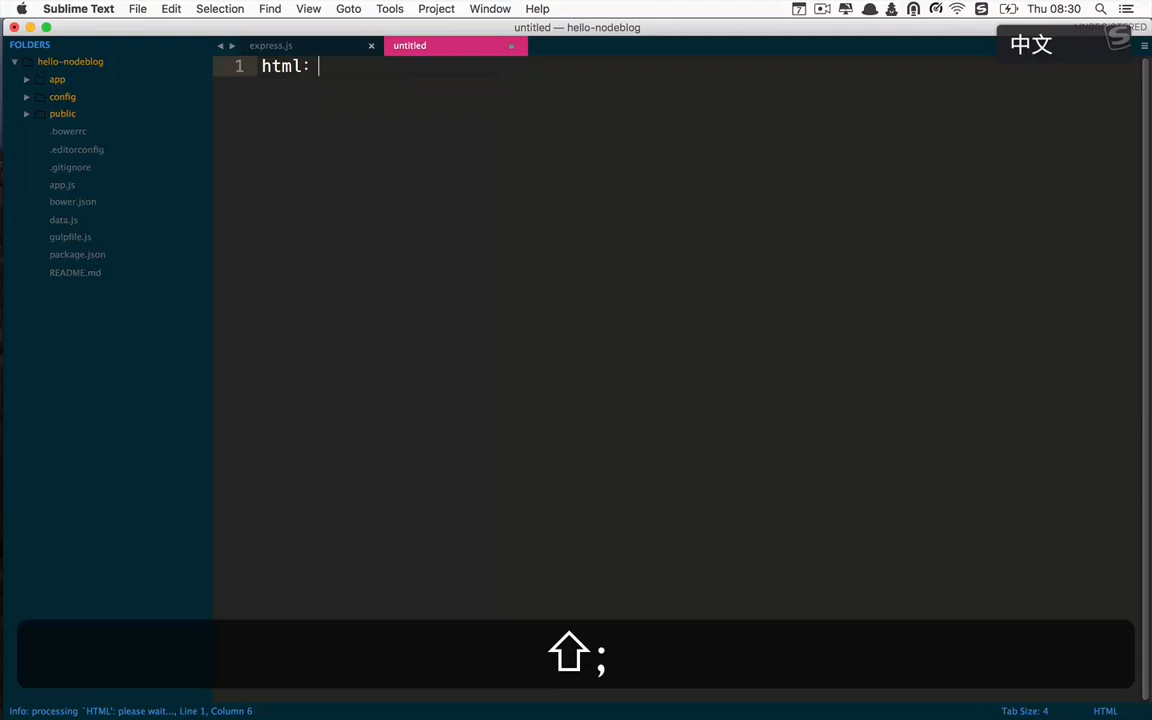 Sublime Text File Edit Selection Find View Goto Tools Project Window Help 7 Thu 08:30
untitled — hello-nodeblog
FOLDERS
express.js × untitled
中文
hello-nodeblog
app
config
public
.bowerrc
.editorconfig
.gitignore
app.js
bower.json
data.js
gulpfile.js
package.json
README.md
1 html:
⇧;
Info: processing `HTML': please wait..., Line 1, Column 6 Tab Size: 4 HTML